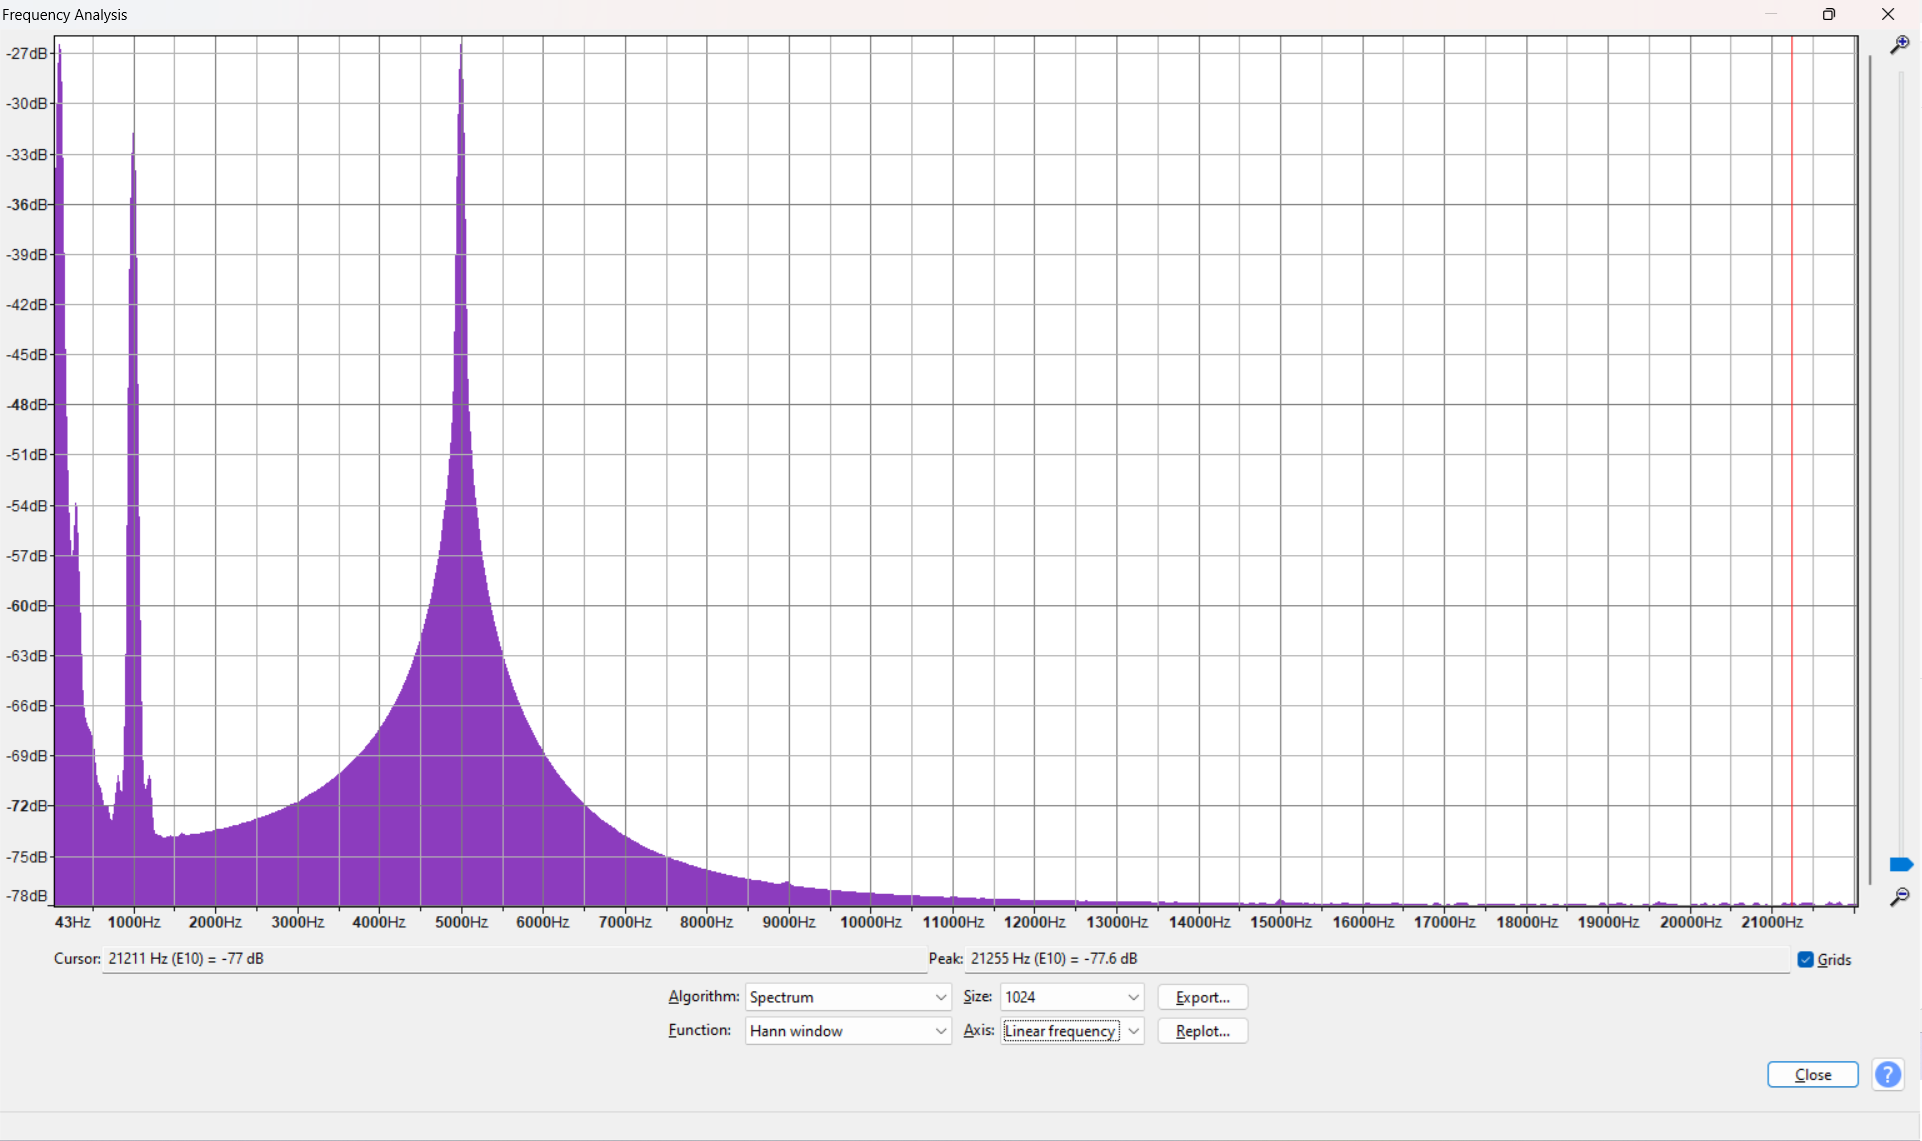 Frequency Analysis
-27dB
-30dB
-33dB
-36dB
-39dB
-42dB
-45dB
-48dB
-51dB
-54dB
-57dB
-60dB
-63dB
-66dB
-69dB
-72dB
-75dB
-78dB
43Hz 1000Hz 2000Hz 3000Hz 4000Hz 5000Hz 6000Hz 7000Hz 8000Hz 9000Hz 10000Hz 11000Hz 12000Hz 13000Hz 14000Hz 15000Hz 16000Hz 17000Hz 18000Hz 19000Hz 20000Hz 21000Hz
Cursor: 21211 Hz (E10) = -77 dB Peak: 21255 Hz (E10) = -77.6 dB Grids
Algorithm: Spectrum Size: 1024 Export...
Function: Hann window Axis: Linear frequency Replot...
Close ?